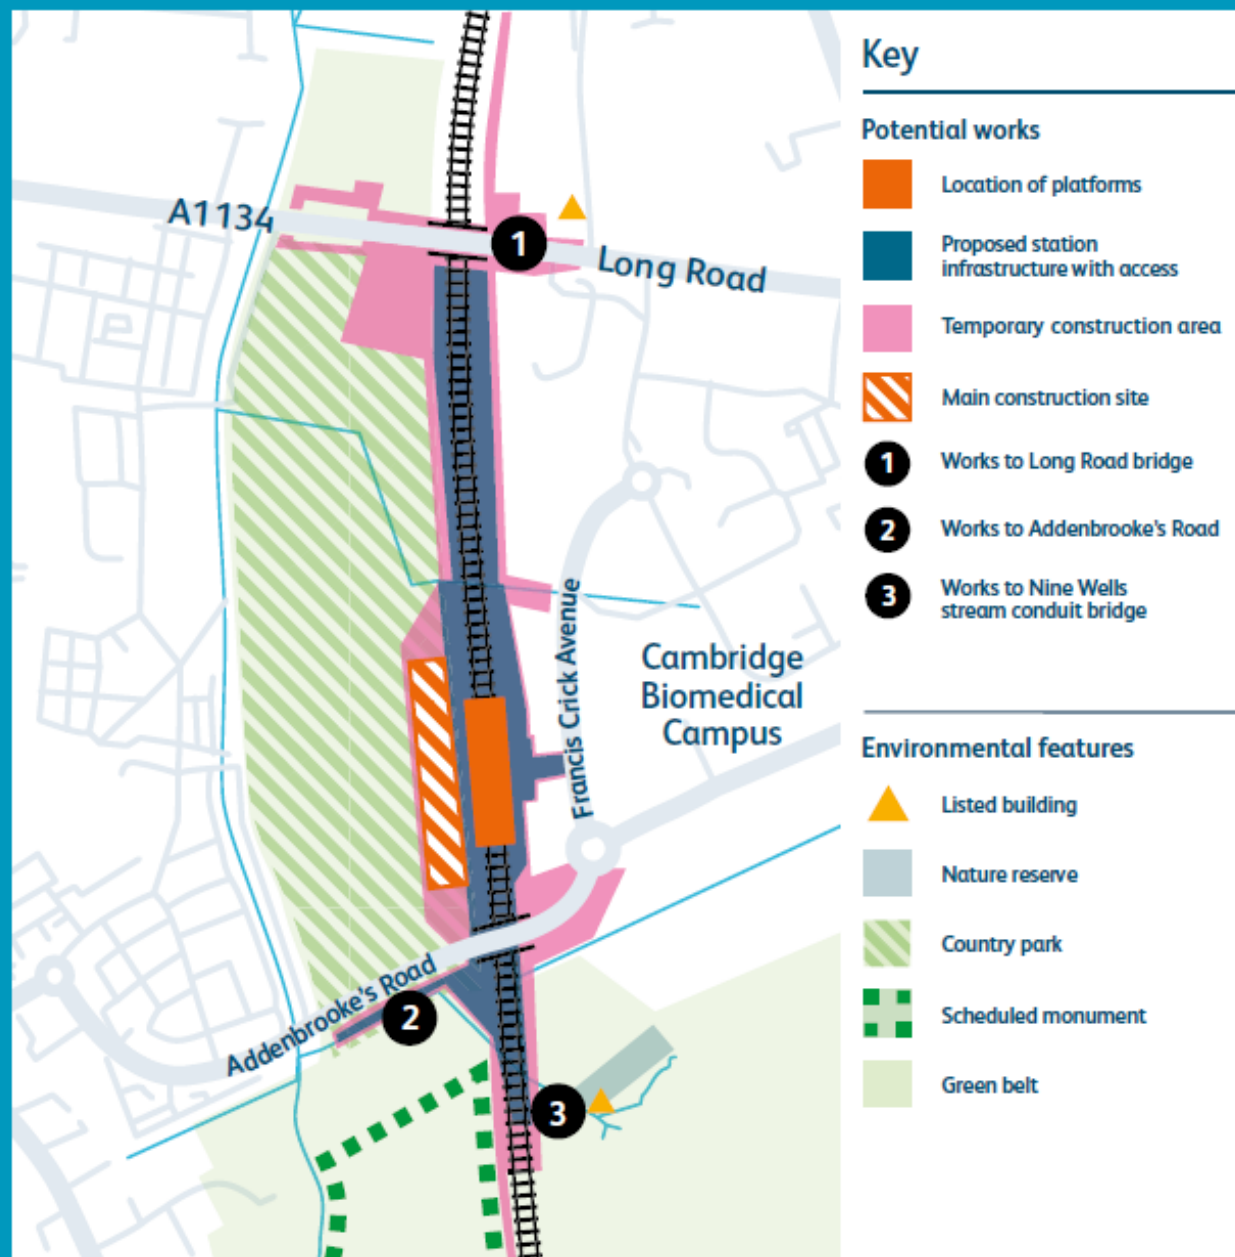 A1134
1
Long Road
Francis Crick Avenue
Cambridge
Biomedical
Campus
Addenbrooke's Road
2
3
Key
Potential works
Location of platforms
Proposed station
infrastructure with access
Temporary construction area
Main construction site
1 Works to Long Road bridge
2 Works to Addenbrooke's Road
3 Works to Nine Wells
stream conduit bridge
Environmental features
Listed building
Nature reserve
Country park
Scheduled monument
Green belt